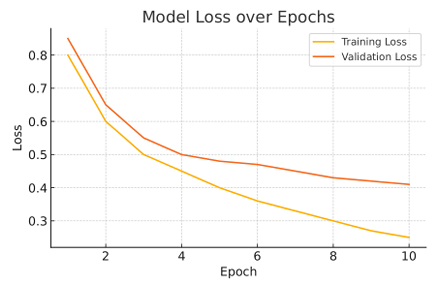 Model Loss over Epochs
Training Loss
Validation Loss
Loss
0.8
0.7
0.6
0.5
0.4
0.3
2 4 6 8 10
Epoch